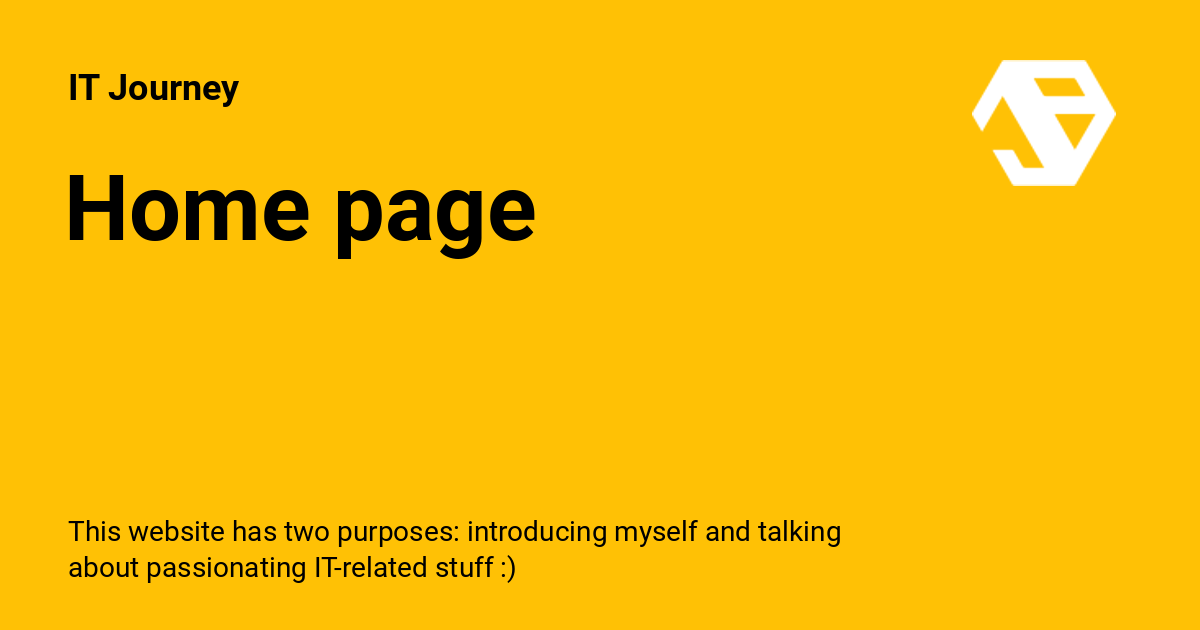 IT Journey
Home page
This website has two purposes: introducing myself and talking
about passionating IT-related stuff :)